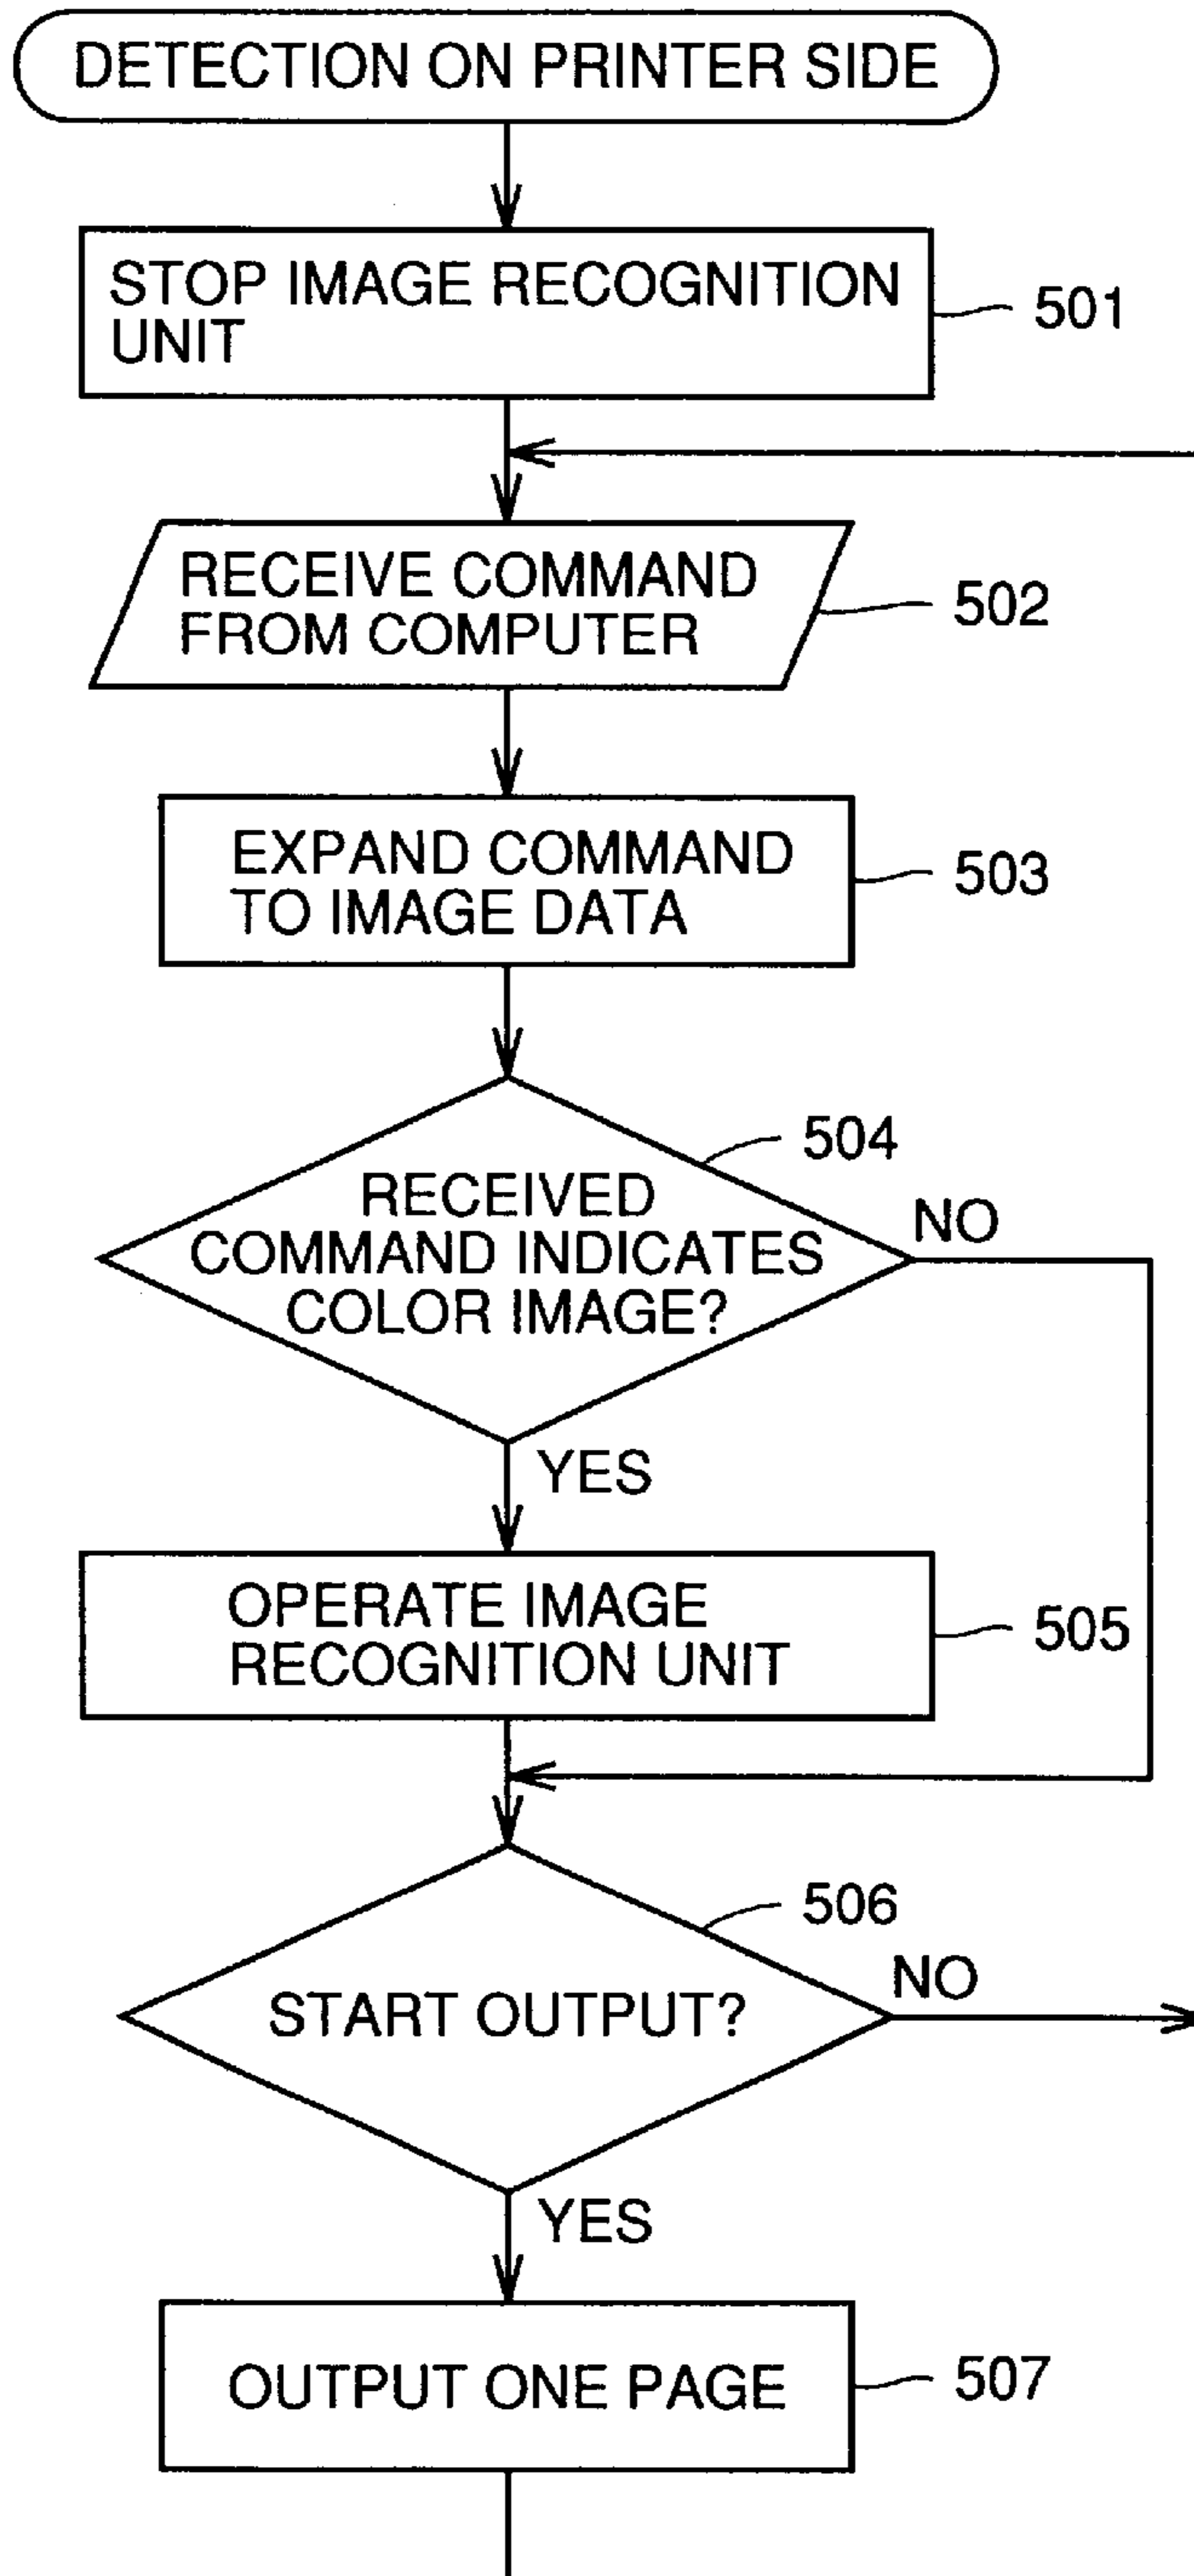 DETECTION ON PRINTER SIDE
STOP IMAGE RECOGNITION
UNIT
501
RECEIVE COMMAND
FROM COMPUTER
502
EXPAND COMMAND
TO IMAGE DATA
503
504
RECEIVED
COMMAND INDICATES
COLOR IMAGE?
NO
YES
OPERATE IMAGE
RECOGNITION UNIT
505
506
START OUTPUT?
NO
YES
OUTPUT ONE PAGE
507